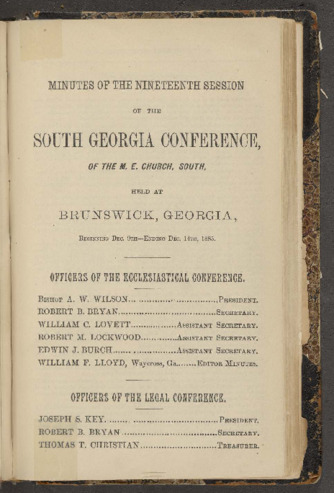 MINUTES OF THE NINETEENTH SESSION
OF THE
SOUTH GEORGIA CONFERENCE,
OF THE M. E. CHURCH, SOUTH,
HELD AT
BRUNSWICK, GEORGIA,
Beginning Dec. 9th—Ending Dec. 14th, 1885.
OFFICERS OF THE ECCLESIASTICAL CONFERENCE.
Bishop A. W. WILSON........................President.
ROBERT B. BRYAN........................Secretary.
WILLIAM C. LOVETT..............Assistant Secretary.
ROBERT M. LOCKWOOD.........Assistant Secretary.
EDWIN J. BURCH................Assistant Secretary.
WILLIAM F. LLOYD, Waycross, Ga.......Editor Minutes.
OFFICERS OF THE LEGAL CONFERENCE.
JOSEPH S. KEY........................President.
ROBERT B. BRYAN........................Secretary.
THOMAS T. CHRISTIAN....................Treasurer.